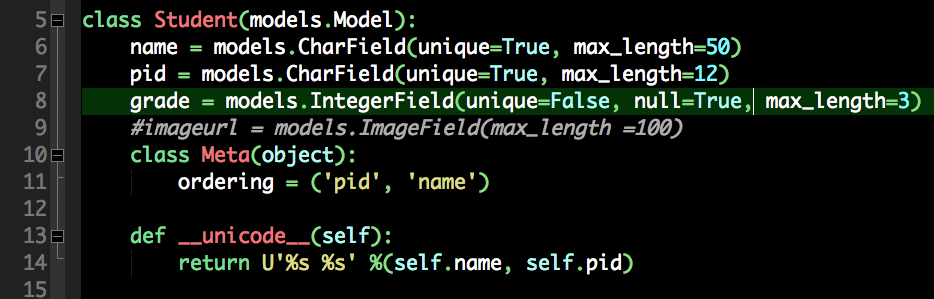 5 class Student(models.Model):
6 name = models.CharField(unique=True, max_length=50)
7 pid = models.CharField(unique=True, max_length=12)
8 grade = models.IntegerField(unique=False, null=True, max_length=3)
9 #imageurl = models.ImageField(max_length =100)
10 class Meta(object):
11 ordering = ('pid', 'name')
12
13 def __unicode__(self):
14 return U'%s %s' %(self.name, self.pid)
15